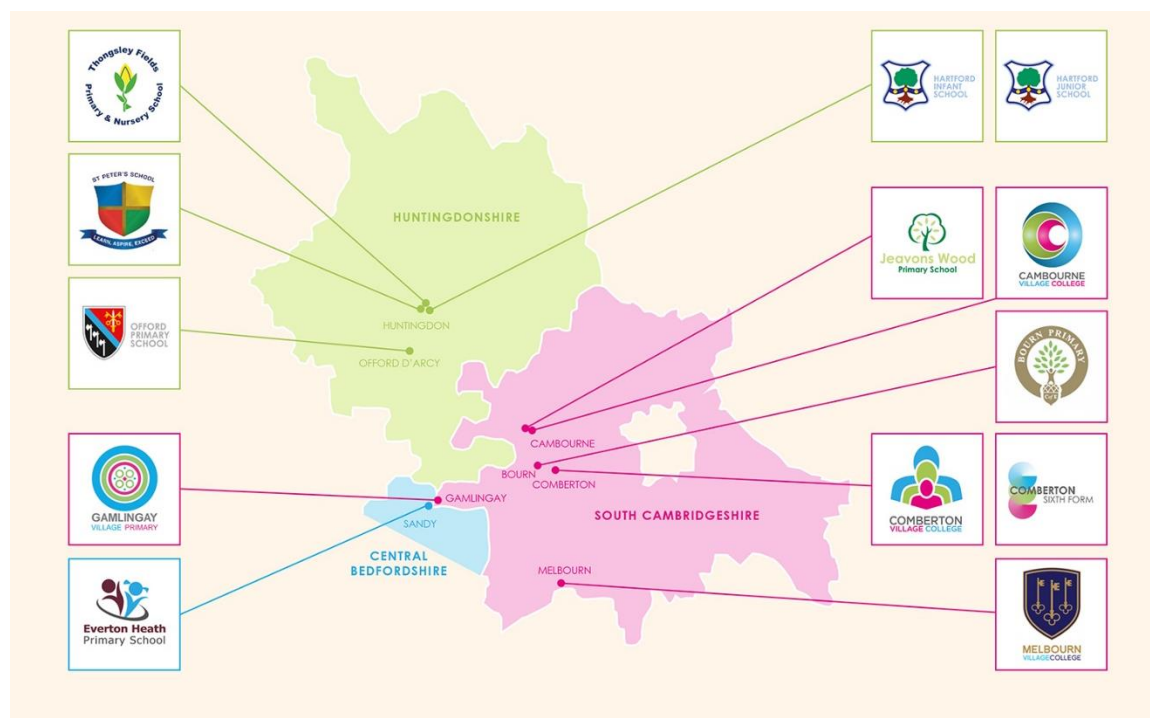 Thongsley Fields
Primary & Nursery School
ST PETER'S SCHOOL
LEARN, ASPIRE, EXCEED
OFFORD
PRIMARY
SCHOOL
GAMLINGAY
VILLAGE PRIMARY
Everton Heath
Primary School
HUNTINGDONSHIRE
HUNTINGDON
OFFORD D'ARCY
CAMBOURNE
BOURN
COMBERTON
GAMLINGAY
SANDY
SOUTH CAMBRIDGESHIRE
CENTRAL
BEDFORDSHIRE
MELBOURN
HARTFORD
INFANT
SCHOOL
HARTFORD
JUNIOR
SCHOOL
Jeavons Wood
Primary School
CAMBOURNE
VILLAGE COLLEGE
BOURN PRIMARY
CofE
COMBERTON
VILLAGE COLLEGE
COMBERTON
SIXTH FORM
MELBOURN
VILLAGECOLLEGE